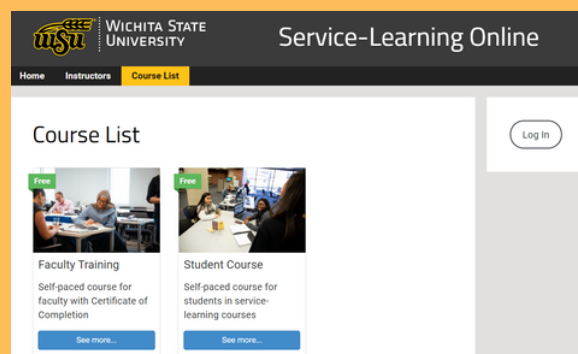 wsu
WICHITA STATE
UNIVERSITY
Service-Learning Online
Home Instructors Course List
Course List
Log In
Free Free
Faculty Training
Self-paced course for
faculty with Certificate of
Completion
See more...
Student Course
Self-paced course for
students in service-
learning courses
See more...